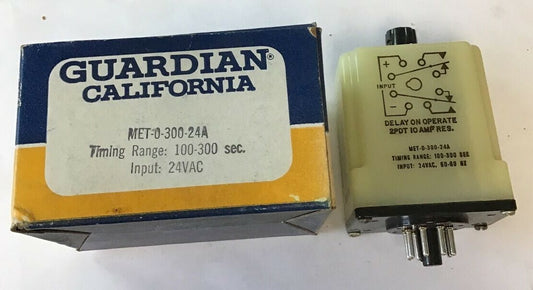 GUARDIAN®
CALIFORNIA
MET-0-300-24A
Timing Range: 100-300 sec.
Input: 24VAC
+
INPUT
-
DELAY ON OPERATE
2PDT 10 AMP RES.
MET-0-300-24A
TIMING RANGE: 100-300 SEC
INPUT: 24VAC, 50-60 HZ